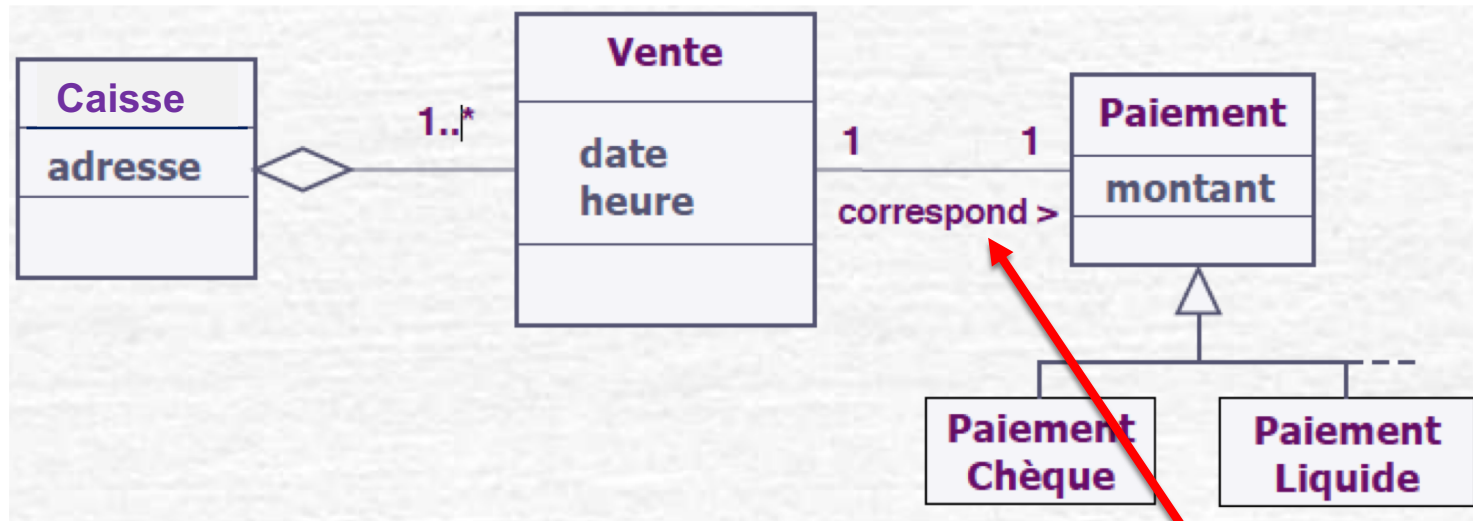 Caisse
adresse
1..*
Vente
date
heure
1 1
correspond >
Paiement
montant
Paiement
Chèque
Paiement
Liquide